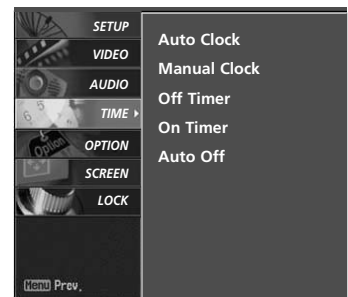 SETUP
VIDEO
AUDIO
TIME
OPTION
SCREEN
LOCK
Auto Clock
Manual Clock
Off Timer
On Timer
Auto Off
Option
Menu Prev.